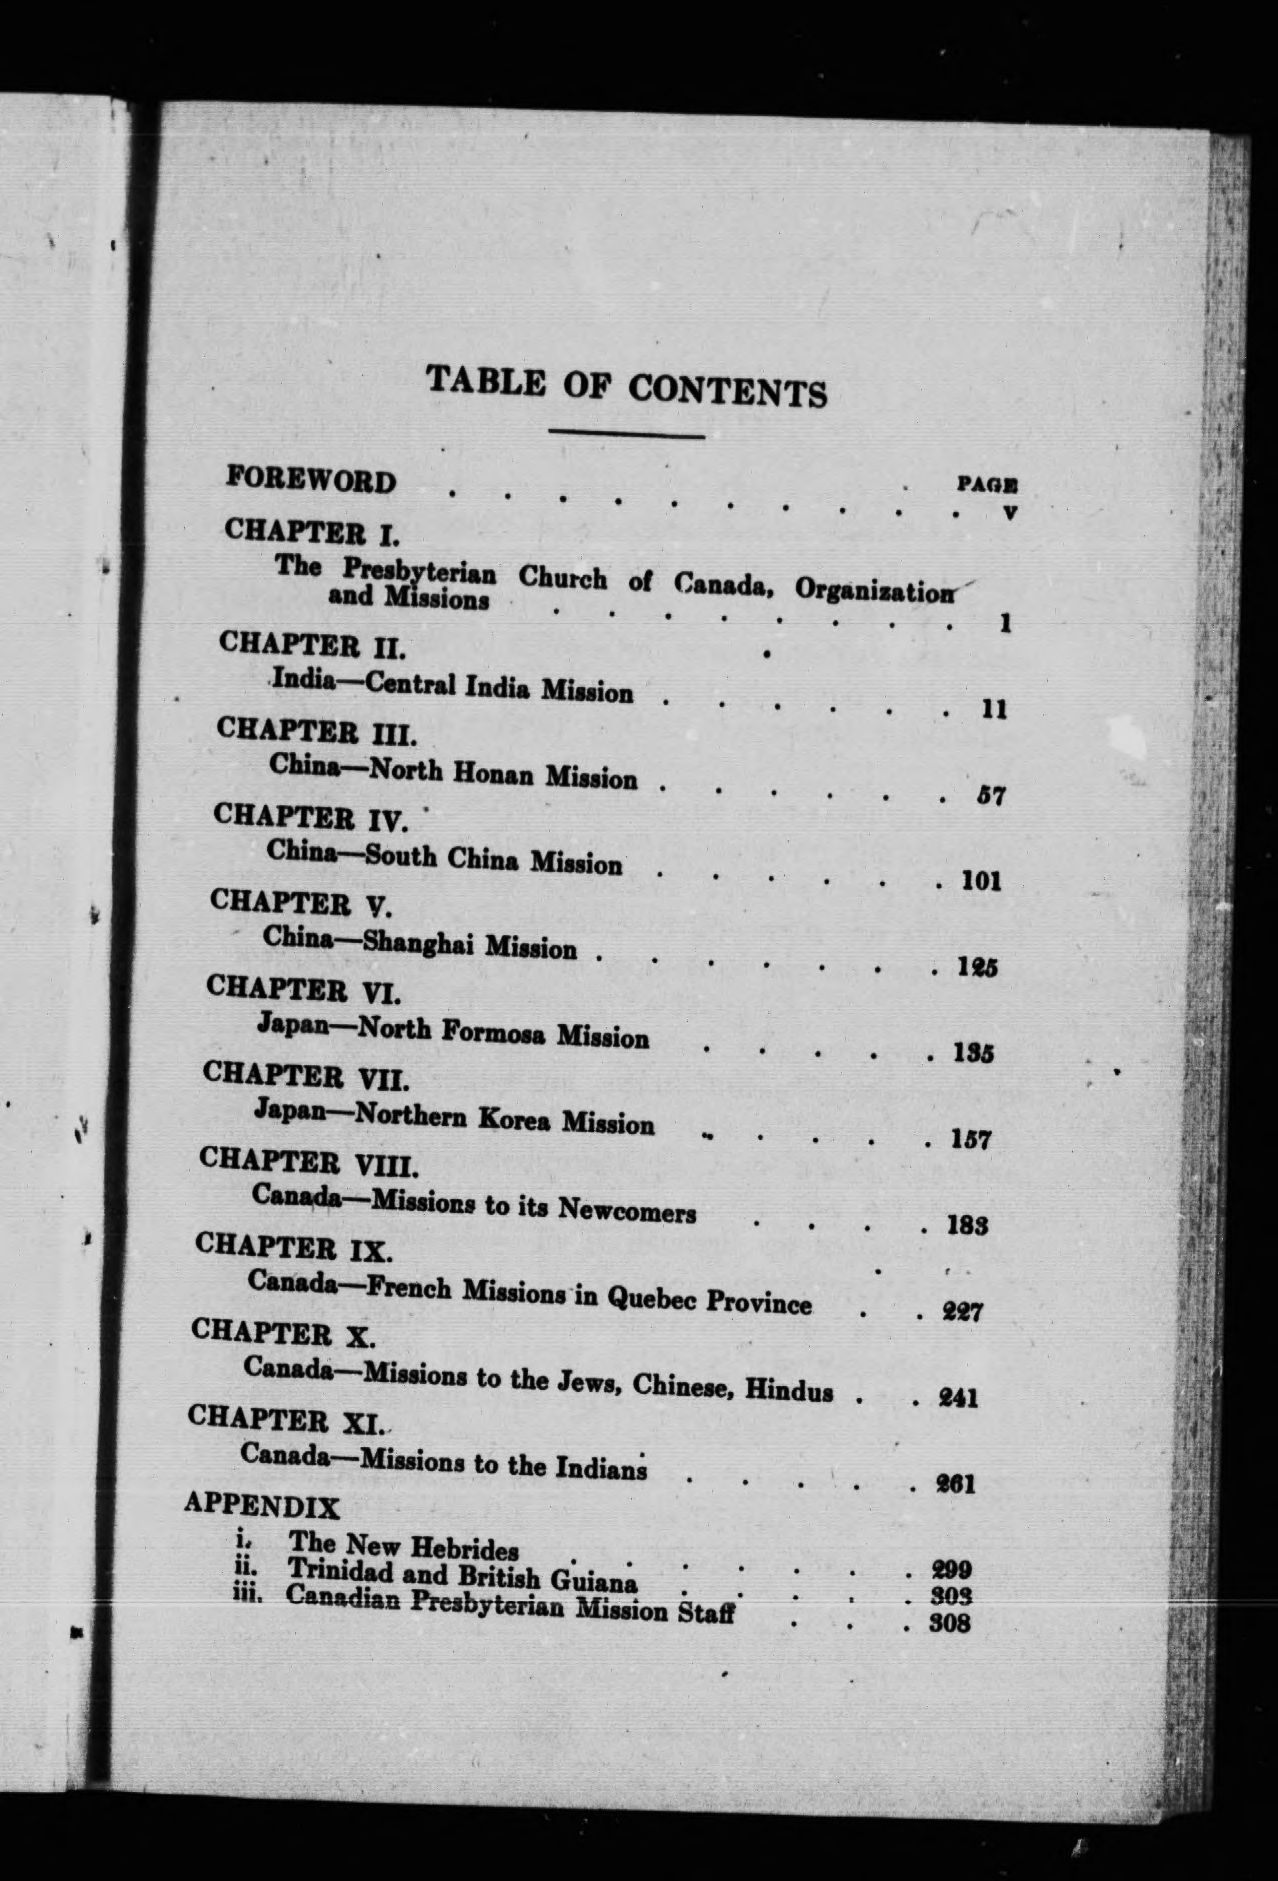 TABLE OF CONTENTS
PAGE
FOREWORD . . . . . . . . . . v
CHAPTER I.
The Presbyterian Church of Canada, Organization
and Missions . . . . . . . . 1
CHAPTER II.
India—Central India Mission . . . . . . 11
CHAPTER III.
China—North Honan Mission . . . . . . 57
CHAPTER IV.
China—South China Mission . . . . . . 101
CHAPTER V.
China—Shanghai Mission . . . . . . . 125
CHAPTER VI.
Japan—North Formosa Mission . . . . . 135
CHAPTER VII.
Japan—Northern Korea Mission . . . . . 157
CHAPTER VIII.
Canada—Missions to its Newcomers . . . . 183
CHAPTER IX.
Canada—French Missions in Quebec Province . . 227
CHAPTER X.
Canada—Missions to the Jews, Chinese, Hindus . . 241
CHAPTER XI.
Canada—Missions to the Indians . . . . . 261
APPENDIX
i. The New Hebrides . . . . . . . 299
ii. Trinidad and British Guiana . . . . . 303
iii. Canadian Presbyterian Mission Staff . . . 308